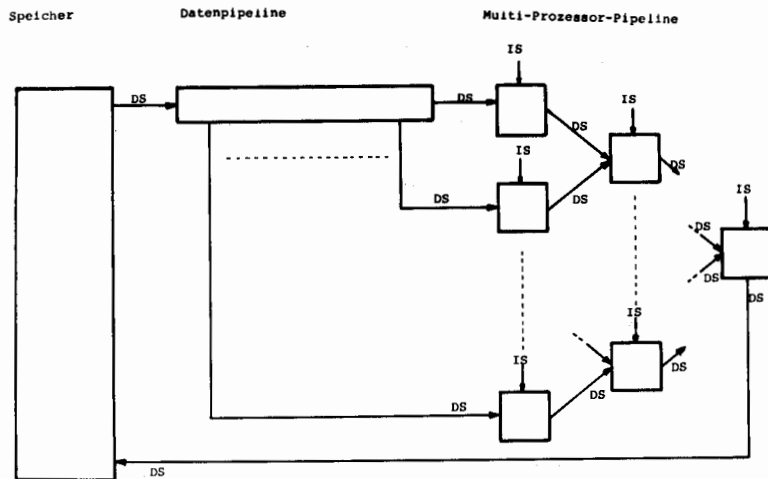 Speicher Datenpipeline Multi-Prozessor-Pipeline
IS
DS DS DS IS
IS DS
DS DS IS
DS
DS DS
IS
IS DS
DS DS
DS